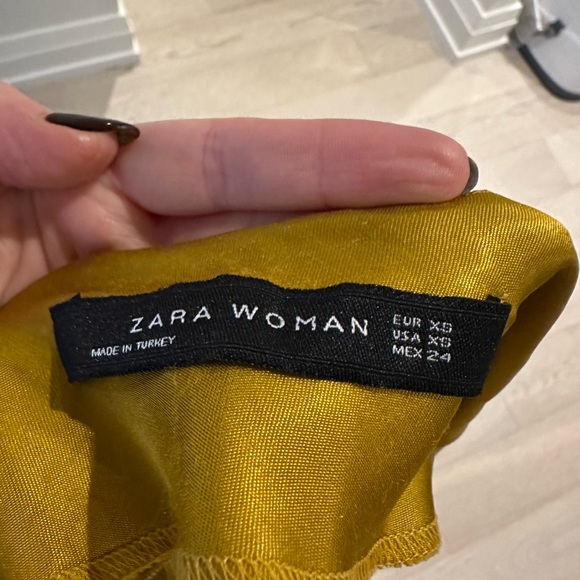 ZARA WOMAN
MADE IN TURKEY
EUR XS
USA XS
MEX 24